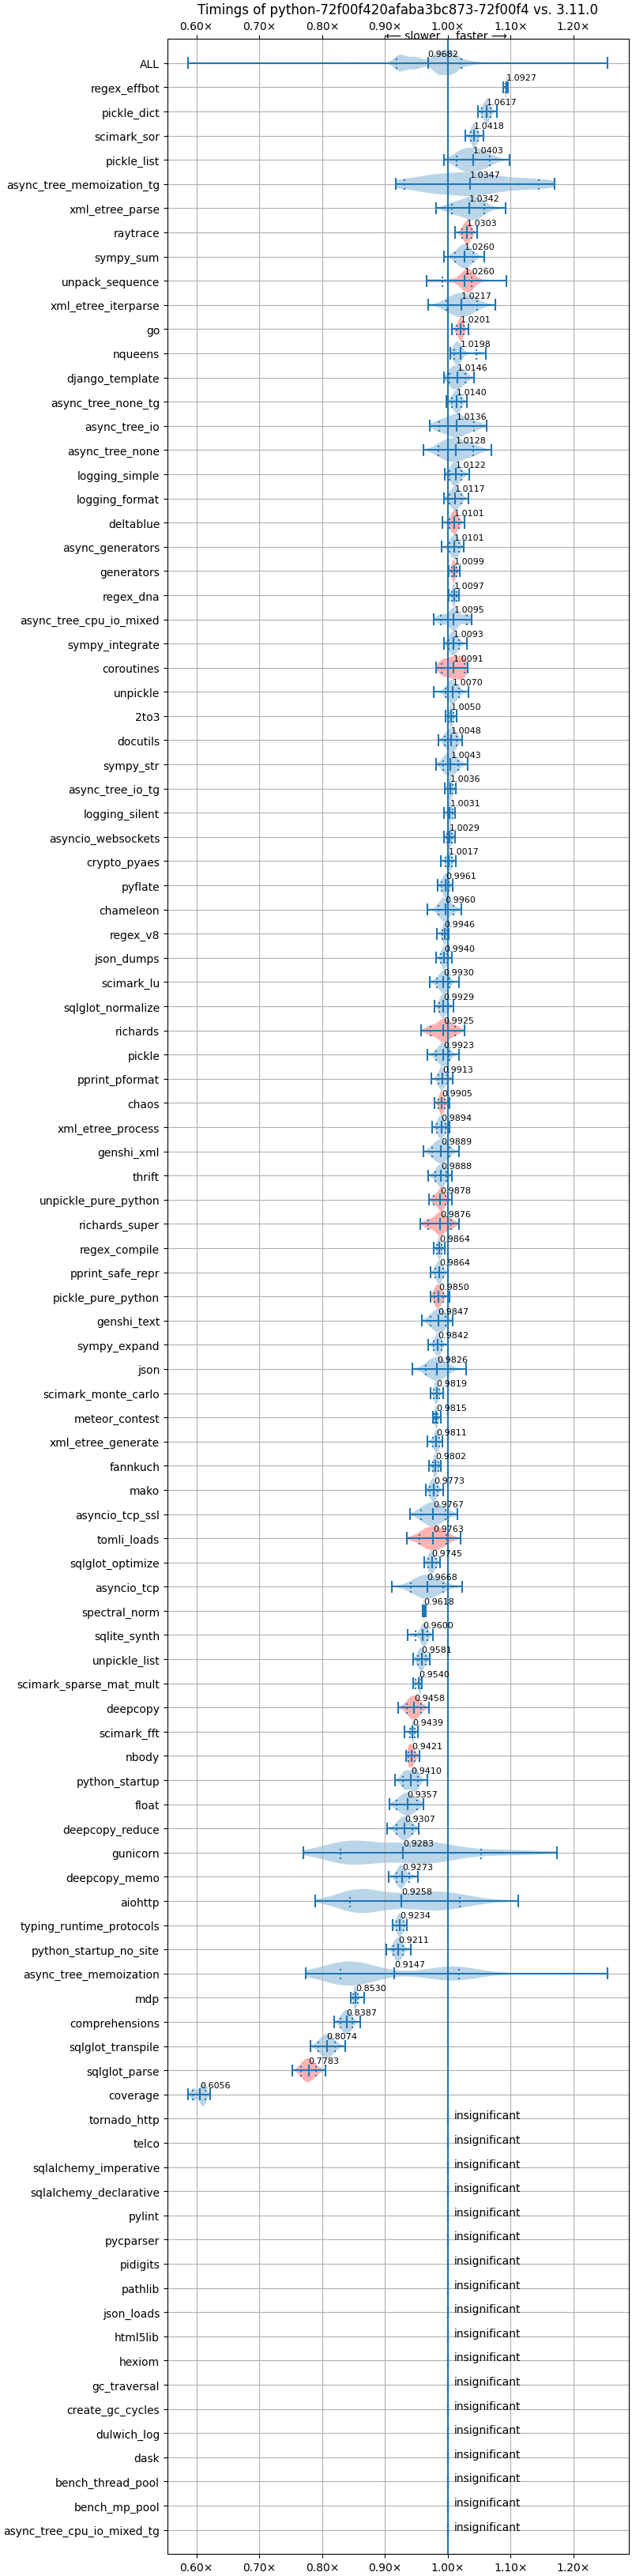 Timings of python-72f00f420afaba3bc873-72f00f4 vs. 3.11.0
0.60× 0.70× 0.80× 0.90× 1.00× 1.10× 1.20×
⟵ slower faster ⟶
ALL 0.9682
regex_effbot 1.0927
pickle_dict 1.0617
scimark_sor 1.0418
pickle_list 1.0403
async_tree_memoization_tg 1.0347
xml_etree_parse 1.0342
raytrace 1.0303
sympy_sum 1.0260
unpack_sequence 1.0260
xml_etree_iterparse 1.0217
go 1.0201
nqueens 1.0198
django_template 1.0146
async_tree_none_tg 1.0140
async_tree_io 1.0136
async_tree_none 1.0128
logging_simple 1.0122
logging_format 1.0117
deltablue 1.0101
async_generators 1.0101
generators 1.0099
regex_dna 1.0097
async_tree_cpu_io_mixed 1.0095
sympy_integrate 1.0093
coroutines 1.0091
unpickle 1.0070
2to3 1.0050
docutils 1.0048
sympy_str 1.0043
async_tree_io_tg 1.0036
logging_silent 1.0031
asyncio_websockets 1.0029
crypto_pyaes 1.0017
pyflate 0.9961
chameleon 0.9960
regex_v8 0.9946
json_dumps 0.9940
scimark_lu 0.9930
sqlglot_normalize 0.9929
richards 0.9925
pickle 0.9923
pprint_pformat 0.9913
chaos 0.9905
xml_etree_process 0.9894
genshi_xml 0.9889
thrift 0.9888
unpickle_pure_python 0.9878
richards_super 0.9876
regex_compile 0.9864
pprint_safe_repr 0.9864
pickle_pure_python 0.9850
genshi_text 0.9847
sympy_expand 0.9842
json 0.9826
scimark_monte_carlo 0.9819
meteor_contest 0.9815
xml_etree_generate 0.9811
fannkuch 0.9802
mako 0.9773
asyncio_tcp_ssl 0.9767
tomli_loads 0.9763
sqlglot_optimize 0.9745
asyncio_tcp 0.9668
spectral_norm 0.9618
sqlite_synth 0.9600
unpickle_list 0.9581
scimark_sparse_mat_mult 0.9540
deepcopy 0.9458
scimark_fft 0.9439
nbody 0.9421
python_startup 0.9410
float 0.9357
deepcopy_reduce 0.9307
gunicorn 0.9283
deepcopy_memo 0.9273
aiohttp 0.9258
typing_runtime_protocols 0.9234
python_startup_no_site 0.9211
async_tree_memoization 0.9147
mdp 0.8530
comprehensions 0.8387
sqlglot_transpile 0.8074
sqlglot_parse 0.7783
coverage 0.6056
tornado_http insignificant
telco insignificant
sqlalchemy_imperative insignificant
sqlalchemy_declarative insignificant
pylint insignificant
pycparser insignificant
pidigits insignificant
pathlib insignificant
json_loads insignificant
html5lib insignificant
hexiom insignificant
gc_traversal insignificant
create_gc_cycles insignificant
dulwich_log insignificant
dask insignificant
bench_thread_pool insignificant
bench_mp_pool insignificant
async_tree_cpu_io_mixed_tg insignificant
0.60× 0.70× 0.80× 0.90× 1.00× 1.10× 1.20×